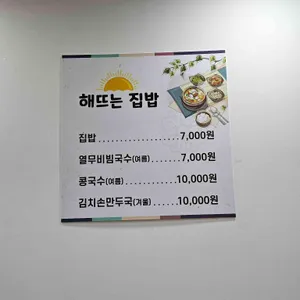 해뜨는 집밥
집밥....................7,000원
열무비빔국수(여름).......7,000원
콩국수(여름)............10,000원
김치손만두국(겨울)......10,000원